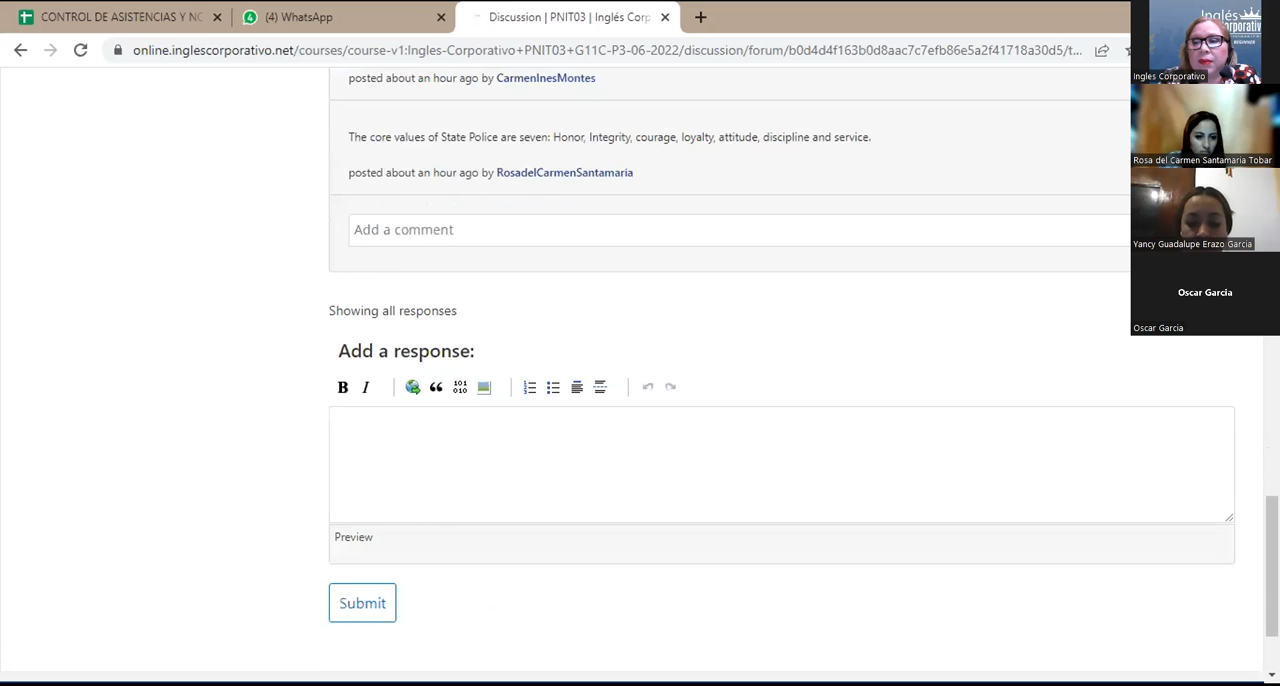 CONTROL DE ASISTENCIAS Y NO
(4) WhatsApp
Discussion | PNIT03 | Inglés Corp
online.inglescorporativo.net/courses/course-v1:Ingles-Corporativo+PNIT03+G11C-P3-06-2022/discussion/forum/b0d4d4f163b0d8aac7c7efb86e5a2f41718a30d5/t...
posted about an hour ago by CarmenInesMontes
The core values of State Police are seven: Honor, Integrity, courage, loyalty, attitude, discipline and service.
posted about an hour ago by RosadelCarmenSantamaria
Add a comment
Showing all responses
Add a response:
B I
Preview
Submit
Inglés
Corporativo
BEGINNER
Ingles Corporativo
Rosa del Carmen Santamaria Tobar
Yancy Guadalupe Erazo Garcia
Oscar Garcia
Oscar Garcia